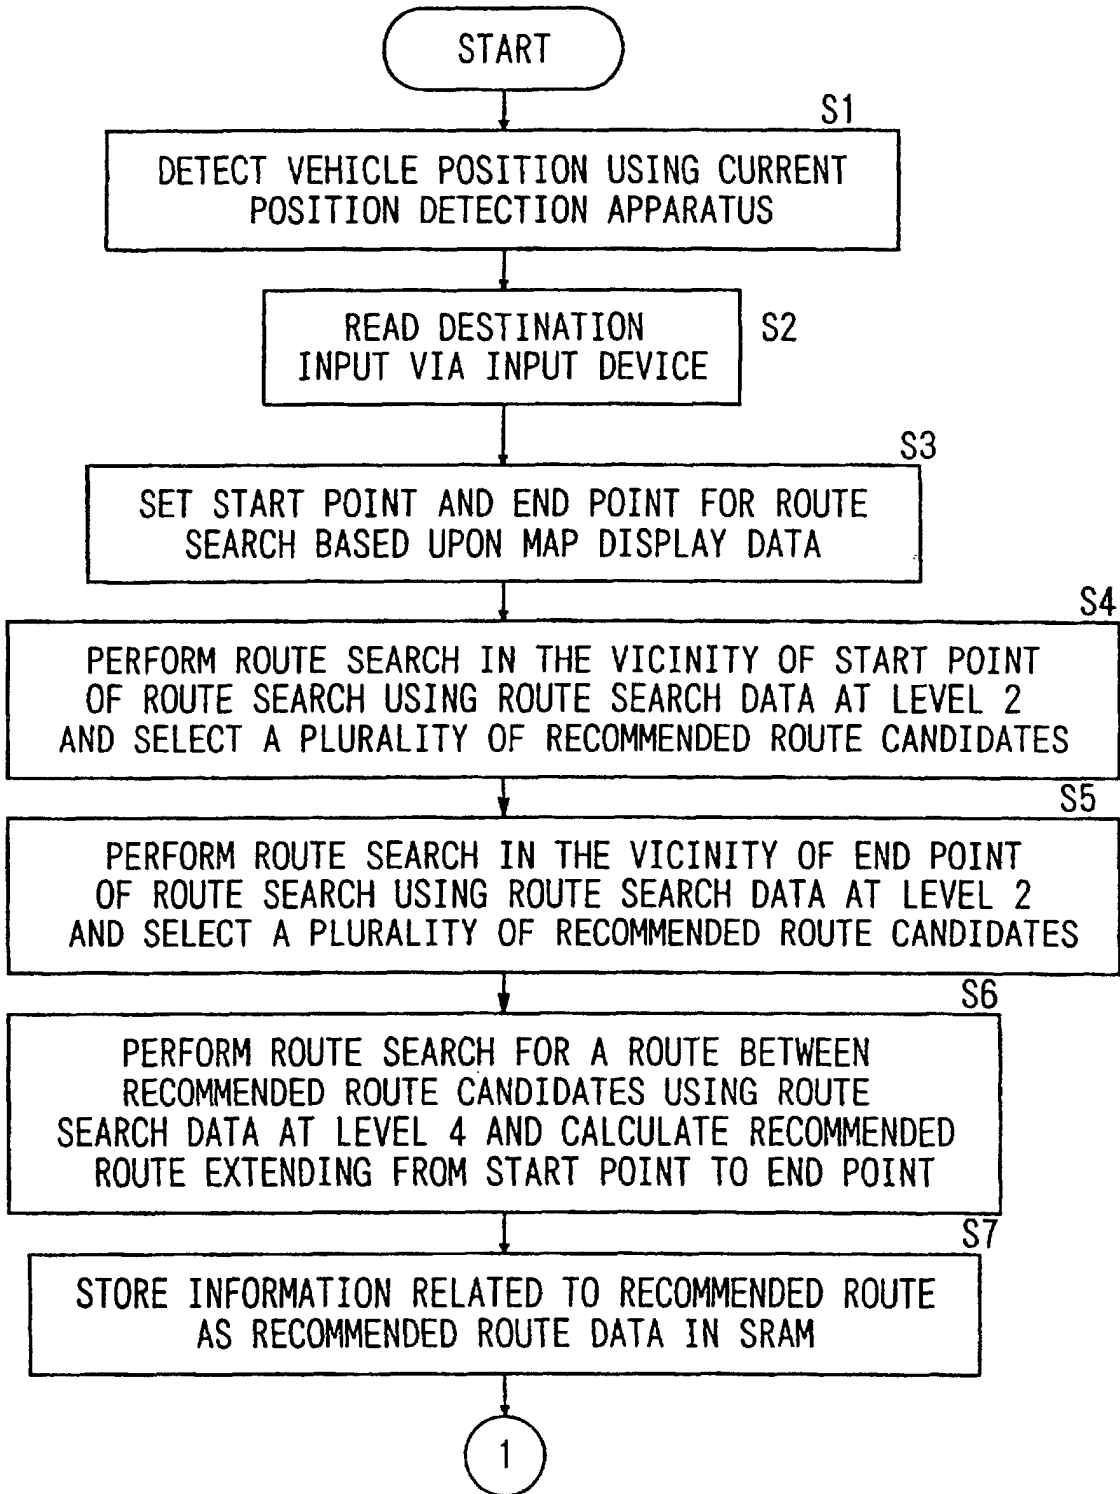 START
S1
DETECT VEHICLE POSITION USING CURRENT
POSITION DETECTION APPARATUS
READ DESTINATION
INPUT VIA INPUT DEVICE
S2
S3
SET START POINT AND END POINT FOR ROUTE
SEARCH BASED UPON MAP DISPLAY DATA
S4
PERFORM ROUTE SEARCH IN THE VICINITY OF START POINT
OF ROUTE SEARCH USING ROUTE SEARCH DATA AT LEVEL 2
AND SELECT A PLURALITY OF RECOMMENDED ROUTE CANDIDATES
S5
PERFORM ROUTE SEARCH IN THE VICINITY OF END POINT
OF ROUTE SEARCH USING ROUTE SEARCH DATA AT LEVEL 2
AND SELECT A PLURALITY OF RECOMMENDED ROUTE CANDIDATES
S6
PERFORM ROUTE SEARCH FOR A ROUTE BETWEEN
RECOMMENDED ROUTE CANDIDATES USING ROUTE
SEARCH DATA AT LEVEL 4 AND CALCULATE RECOMMENDED
ROUTE EXTENDING FROM START POINT TO END POINT
S7
STORE INFORMATION RELATED TO RECOMMENDED ROUTE
AS RECOMMENDED ROUTE DATA IN SRAM
1